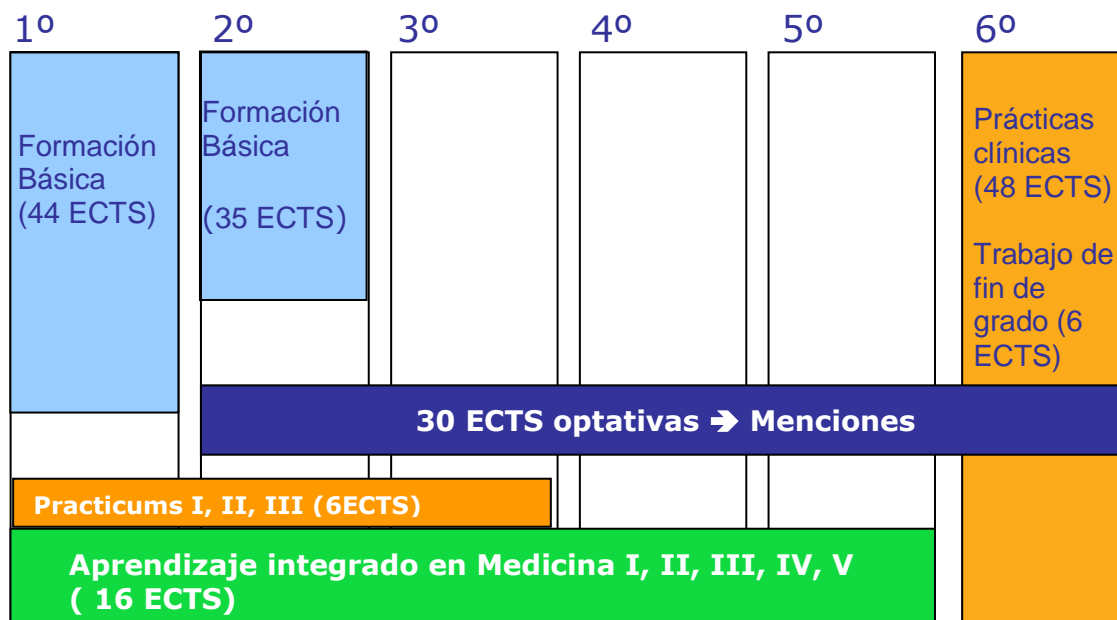 1º 2º 3º 4º 5º 6º
Formación
Básica
(44 ECTS)
Formación
Básica
(35 ECTS)
Prácticas
clínicas
(48 ECTS)
Trabajo de
fin de
grado (6
ECTS)
30 ECTS optativas ➔ Menciones
Practicums I, II, III (6ECTS)
Aprendizaje integrado en Medicina I, II, III, IV, V
( 16 ECTS)